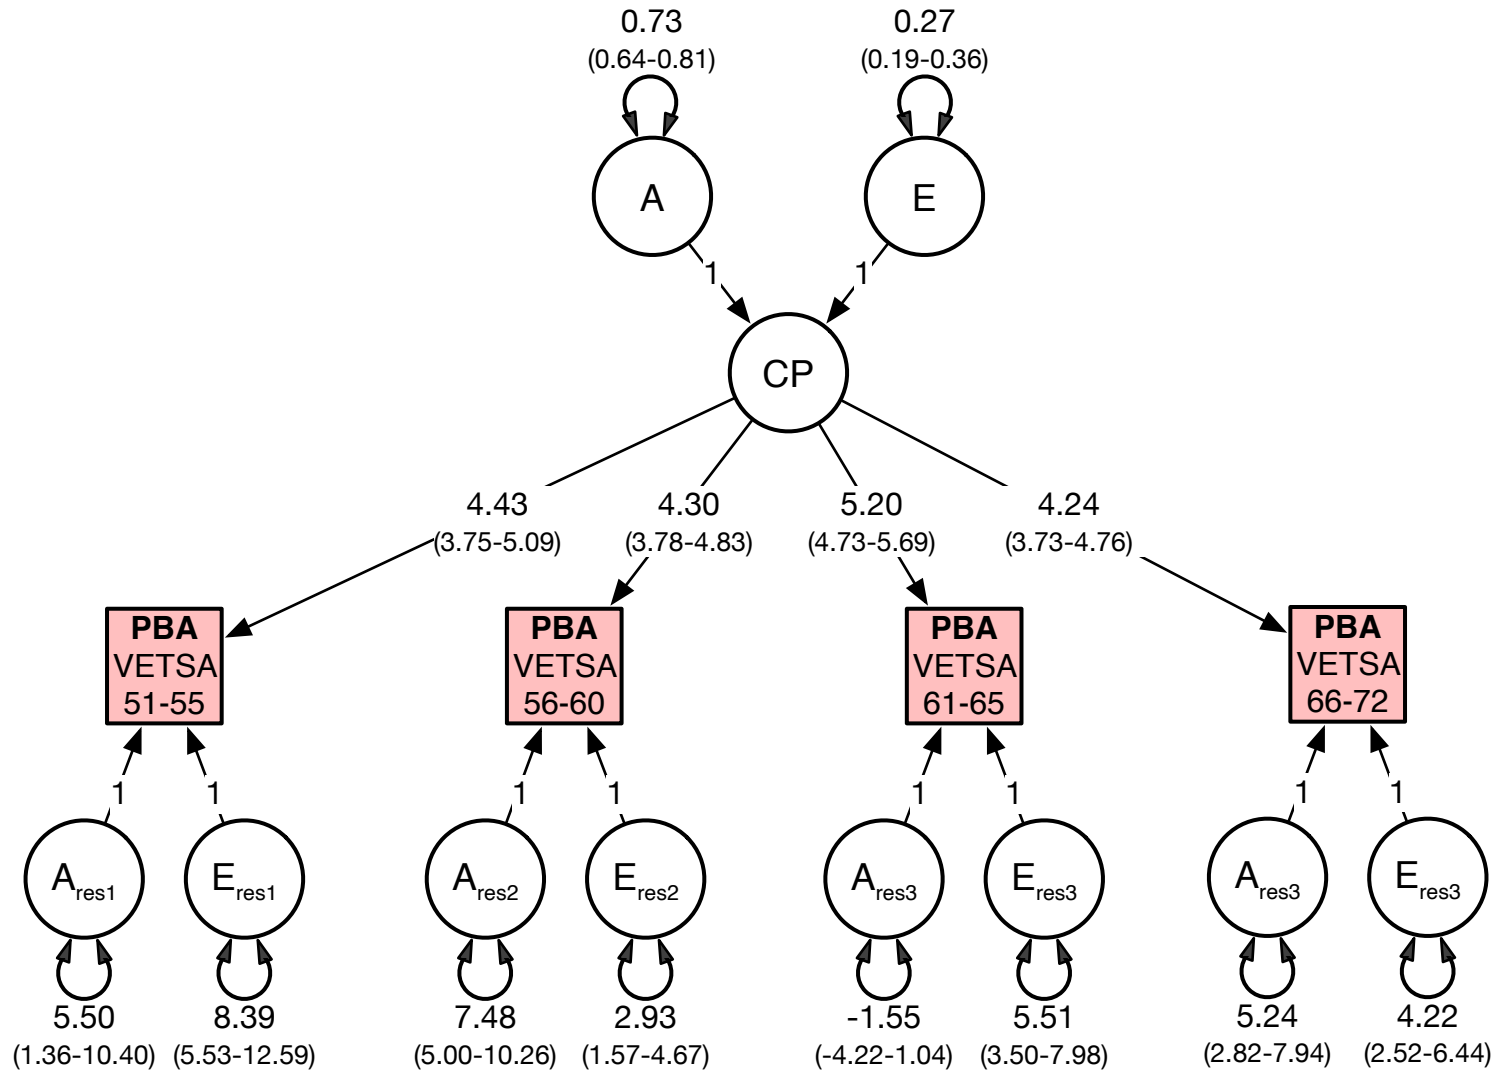 0.73
(0.64-0.81)
0.27
(0.19-0.36)
A
E
1
1
CP
4.43
(3.75-5.09)
4.30
(3.78-4.83)
5.20
(4.73-5.69)
4.24
(3.73-4.76)
PBA
VETSA
51-55
PBA
VETSA
56-60
PBA
VETSA
61-65
PBA
VETSA
66-72
1
1
1
1
1
1
1
1
Ares1
Eres1
Ares2
Eres2
Ares3
Eres3
Ares3
Eres3
5.50
(1.36-10.40)
8.39
(5.53-12.59)
7.48
(5.00-10.26)
2.93
(1.57-4.67)
-1.55
(-4.22-1.04)
5.51
(3.50-7.98)
5.24
(2.82-7.94)
4.22
(2.52-6.44)